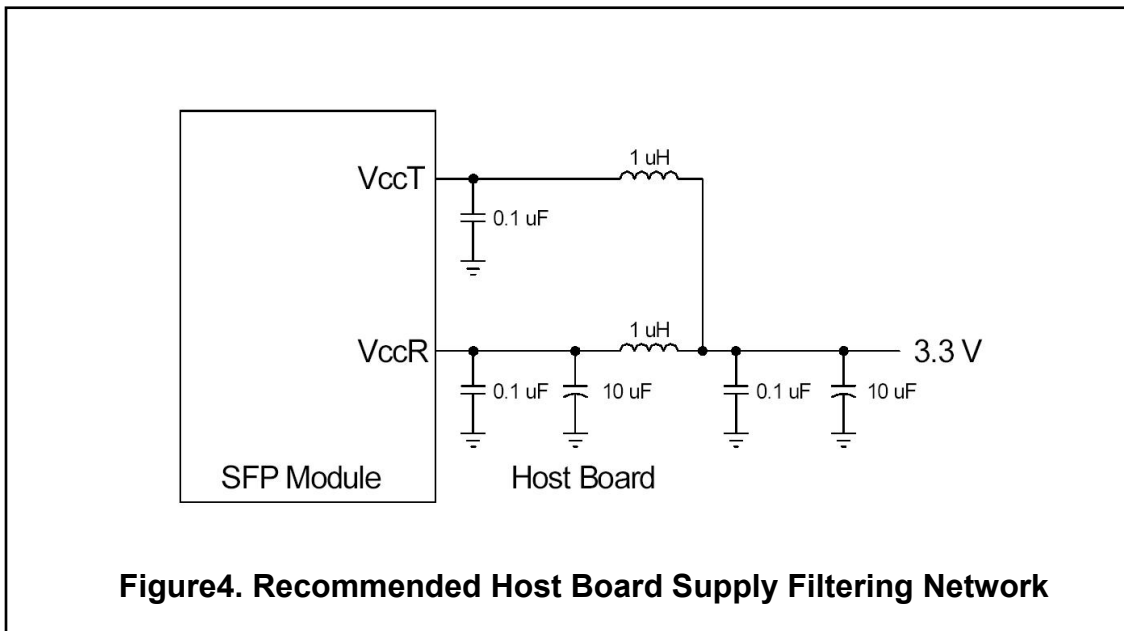 1 uH
VccT
0.1 uF
1 uH
VccR
3.3 V
0.1 uF
10 uF
0.1 uF
10 uF
SFP Module
Host Board
Figure4. Recommended Host Board Supply Filtering Network